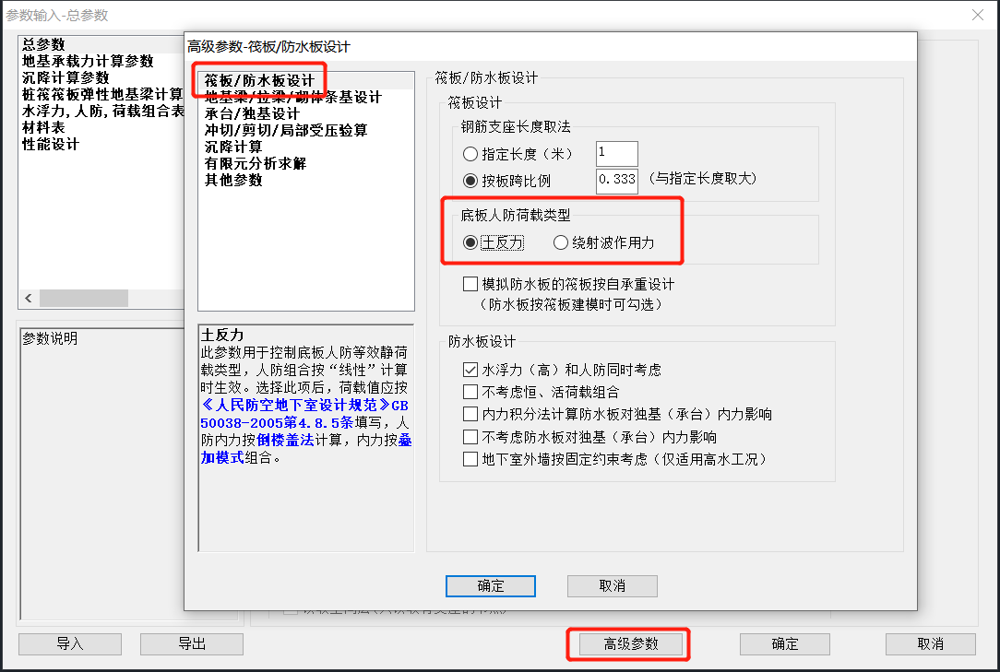 参数输入-总参数
总参数
地基承载力计算参数
沉降计算参数
桩筏筏板弹性地基梁计算
水浮力,人防,荷载组合表
材料表
性能设计
参数说明
高级参数-筏板/防水板设计
筏板/防水板设计
地基梁/拉梁/砌体条基设计
承台/独基设计
冲切/剪切/局部受压验算
沉降计算
有限元分析求解
其他参数
土反力
此参数用于控制底板人防等效静荷
载类型，人防组合按“线性”计算
时生效。选择此项后，荷载值应按
《人民防空地下室设计规范》GB
50038-2005第4.8.5条填写，人
防内力按倒楼盖法计算，内力按叠
加模式组合。
筏板/防水板设计
筏板设计
钢筋支座长度取法
指定长度（米） 1
按板跨比例 0.333 （与指定长度取大）
底板人防荷载类型
土反力 绕射波作用力
模拟防水板的筏板按自承重设计
（防水板按筏板建模时可勾选）
防水板设计
水浮力（高）和人防同时考虑
不考虑恒、活荷载组合
内力积分法计算防水板对独基（承台）内力影响
不考虑防水板对独基（承台）内力影响
地下室外墙按固定约束考虑（仅适用高水工况）
确定 取消
导入 导出 高级参数 确定 取消